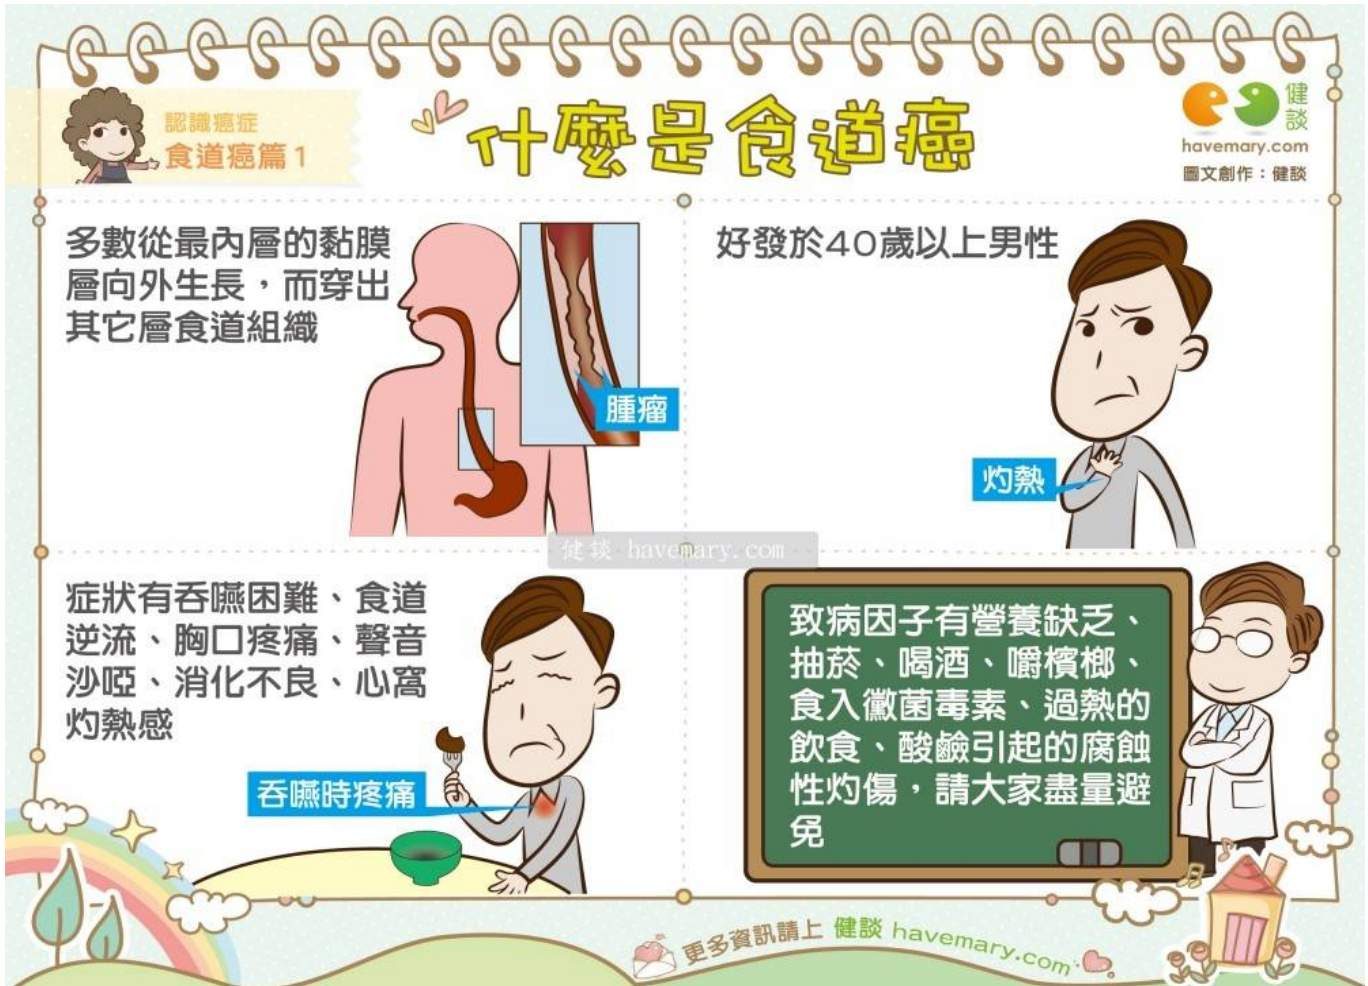 認識癌症
食道癌篇1
什麼是食道癌
健談
havemary.com
圖文創作：健談
多數從最內層的黏膜
層向外生長，而穿出
其它層食道組織
腫瘤
好發於40歲以上男性
灼熱
健談 havemary.com
症狀有吞嚥困難、食道
逆流、胸口疼痛、聲音
沙啞、消化不良、心窩
灼熱感
吞嚥時疼痛
致病因子有營養缺乏、
抽菸、喝酒、嚼檳榔、
食入黴菌毒素、過熱的
飲食、酸鹼引起的腐蝕
性灼傷，請大家盡量避
免
更多資訊請上 健談 havemary.com